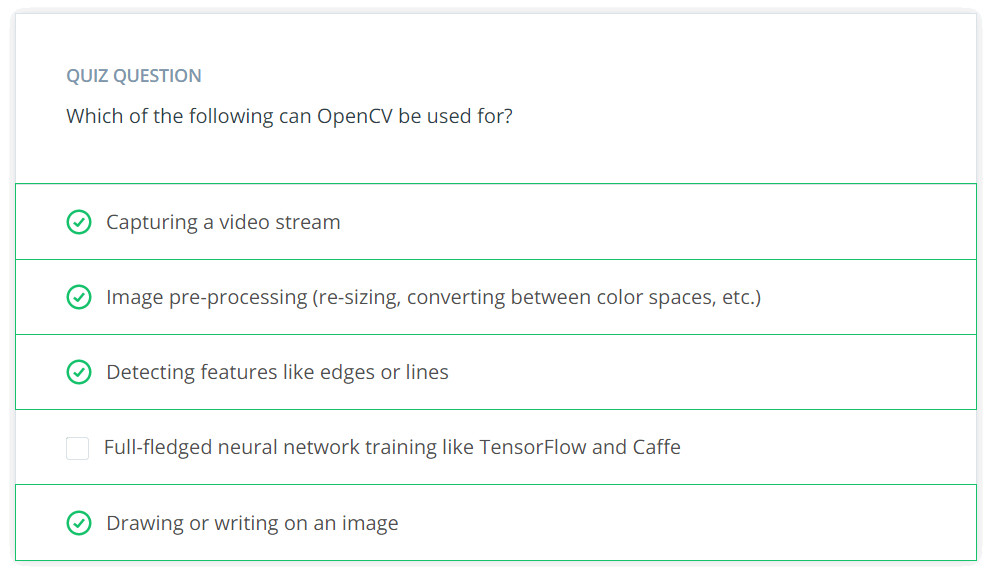 QUIZ QUESTION
Which of the following can OpenCV be used for?
Capturing a video stream
Image pre-processing (re-sizing, converting between color spaces, etc.)
Detecting features like edges or lines
Full-fledged neural network training like TensorFlow and Caffe
Drawing or writing on an image